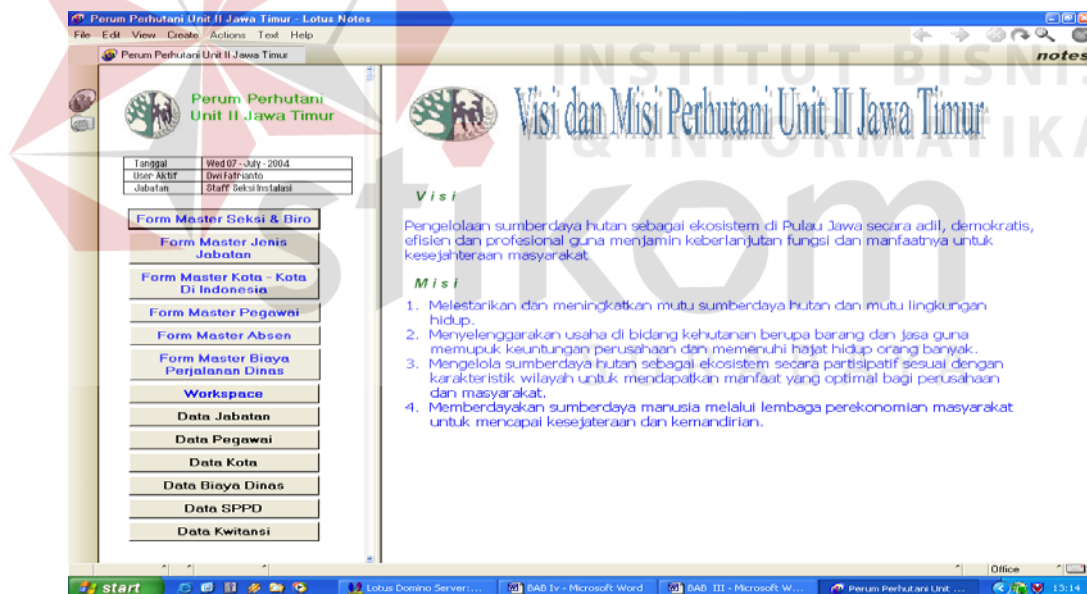 Perum Perhutani Unit II Jawa Timur - Lotus Notes
File Edit View Create Actions Text Help
Perum Perhutani Unit II Jawa Timur
notes
INSTITUT BISNIS
& INFORMATIKA
stikom
SURABAYA
Perum Perhutani
Unit II Jawa Timur
Tanggal Wed 07 - July - 2004
User Aktif Dwi Fatrianto
Jabatan Staff Seksi Instalasi
Form Master Seksi & Biro
Form Master Jenis
Jabatan
Form Master Kota - Kota
Di Indonesia
Form Master Pegawai
Form Master Absen
Form Master Biaya
Perjalanan Dinas
Workspace
Data Jabatan
Data Pegawai
Data Kota
Data Biaya Dinas
Data SPPD
Data Kwitansi
Visi dan Misi Perhutani Unit II Jawa Timur
Visi
Pengelolaan sumberdaya hutan sebagai ekosistem di Pulau Jawa secara adil, demokratis,
efisien dan profesional guna menjamin keberlanjutan fungsi dan manfaatnya untuk
kesejahteraan masyarakat
Misi
1. Melestarikan dan meningkatkan mutu sumberdaya hutan dan mutu lingkungan
hidup.
2. Menyelenggarakan usaha di bidang kehutanan berupa barang dan jasa guna
memupuk keuntungan perusahaan dan memenuhi hajat hidup orang banyak.
3. Mengelola sumberdaya hutan sebagai ekosistem secara partisipatif sesuai dengan
karakteristik wilayah untuk mendapatkan manfaat yang optimal bagi perusahaan
dan masyarakat.
4. Memberdayakan sumberdaya manusia melalui lembaga perekonomian masyarakat
untuk mencapai kesejateraan dan kemandirian.
Office
start
Lotus Domino Server:...
BAB Iv - Microsoft Word
BAB III - Microsoft W...
Perum Perhutani Unit ...
13:14